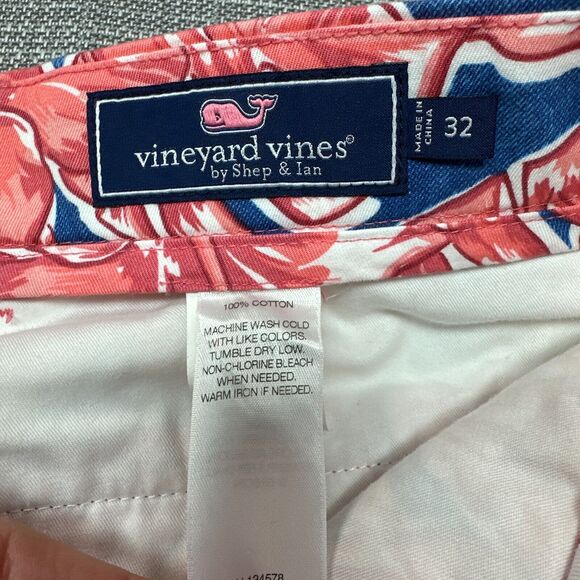 vineyard vines®
by Shep & Ian
MADE IN
CHINA
32
100% COTTON
MACHINE WASH COLD
WITH LIKE COLORS.
TUMBLE DRY LOW.
NON-CHLORINE BLEACH
WHEN NEEDED.
WARM IRON IF NEEDED.